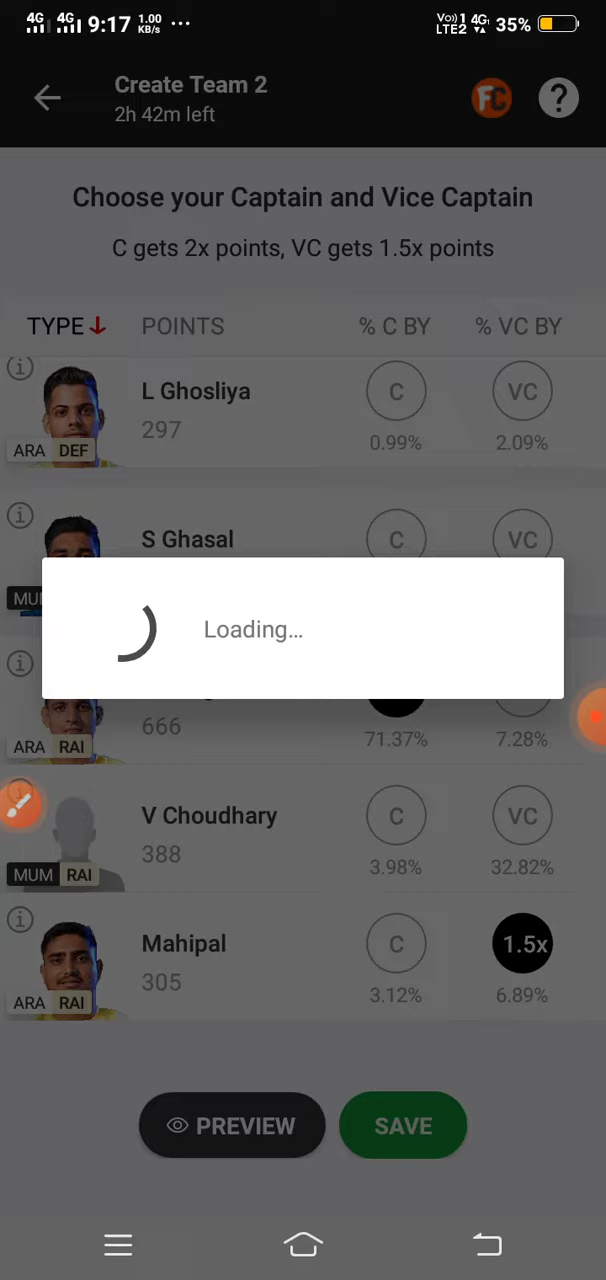 4G 4G 9:17 1.00 KB/s ...
Vo) 1 4G LTE2 35%
Create Team 2
2h 42m left
FC ?
Choose your Captain and Vice Captain
C gets 2x points, VC gets 1.5x points
TYPE POINTS % C BY % VC BY
L Ghosliya C VC
297
ARA DEF 0.99% 2.09%
S Ghasal C VC
MU
Loading...
666
ARA RAI 71.37% 7.28%
V Choudhary C VC
388
MUM RAI 3.98% 32.82%
Mahipal C 1.5x
305
ARA RAI 3.12% 6.89%
PREVIEW SAVE